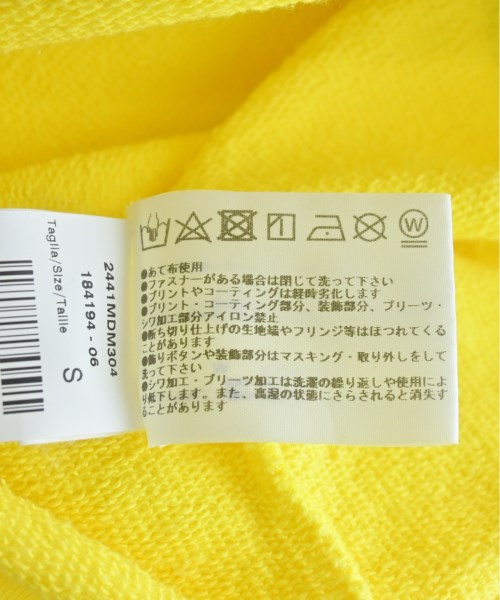 Taglia/Size/Taille
2441MDM304
184194 - 06
S
W
●あて布使用
●ファスナーがある場合は閉じて洗って下さい
●プリントやコーティングは経時劣化します
●プリント・コーティング部分、装飾部分、プリーツ・
シワ加工部分アイロン禁止
●断ち切り仕上げの生地端やフリンジ等はほつれてくる
ことがあります
●飾りボタンや装飾部分はマスキング・取り外しをして
洗って下さい
●シワ加工・プリーツ加工は洗濯の繰り返しや使用によ
り低下します。また、高湿の状態にさらされると消失す
ることがあります